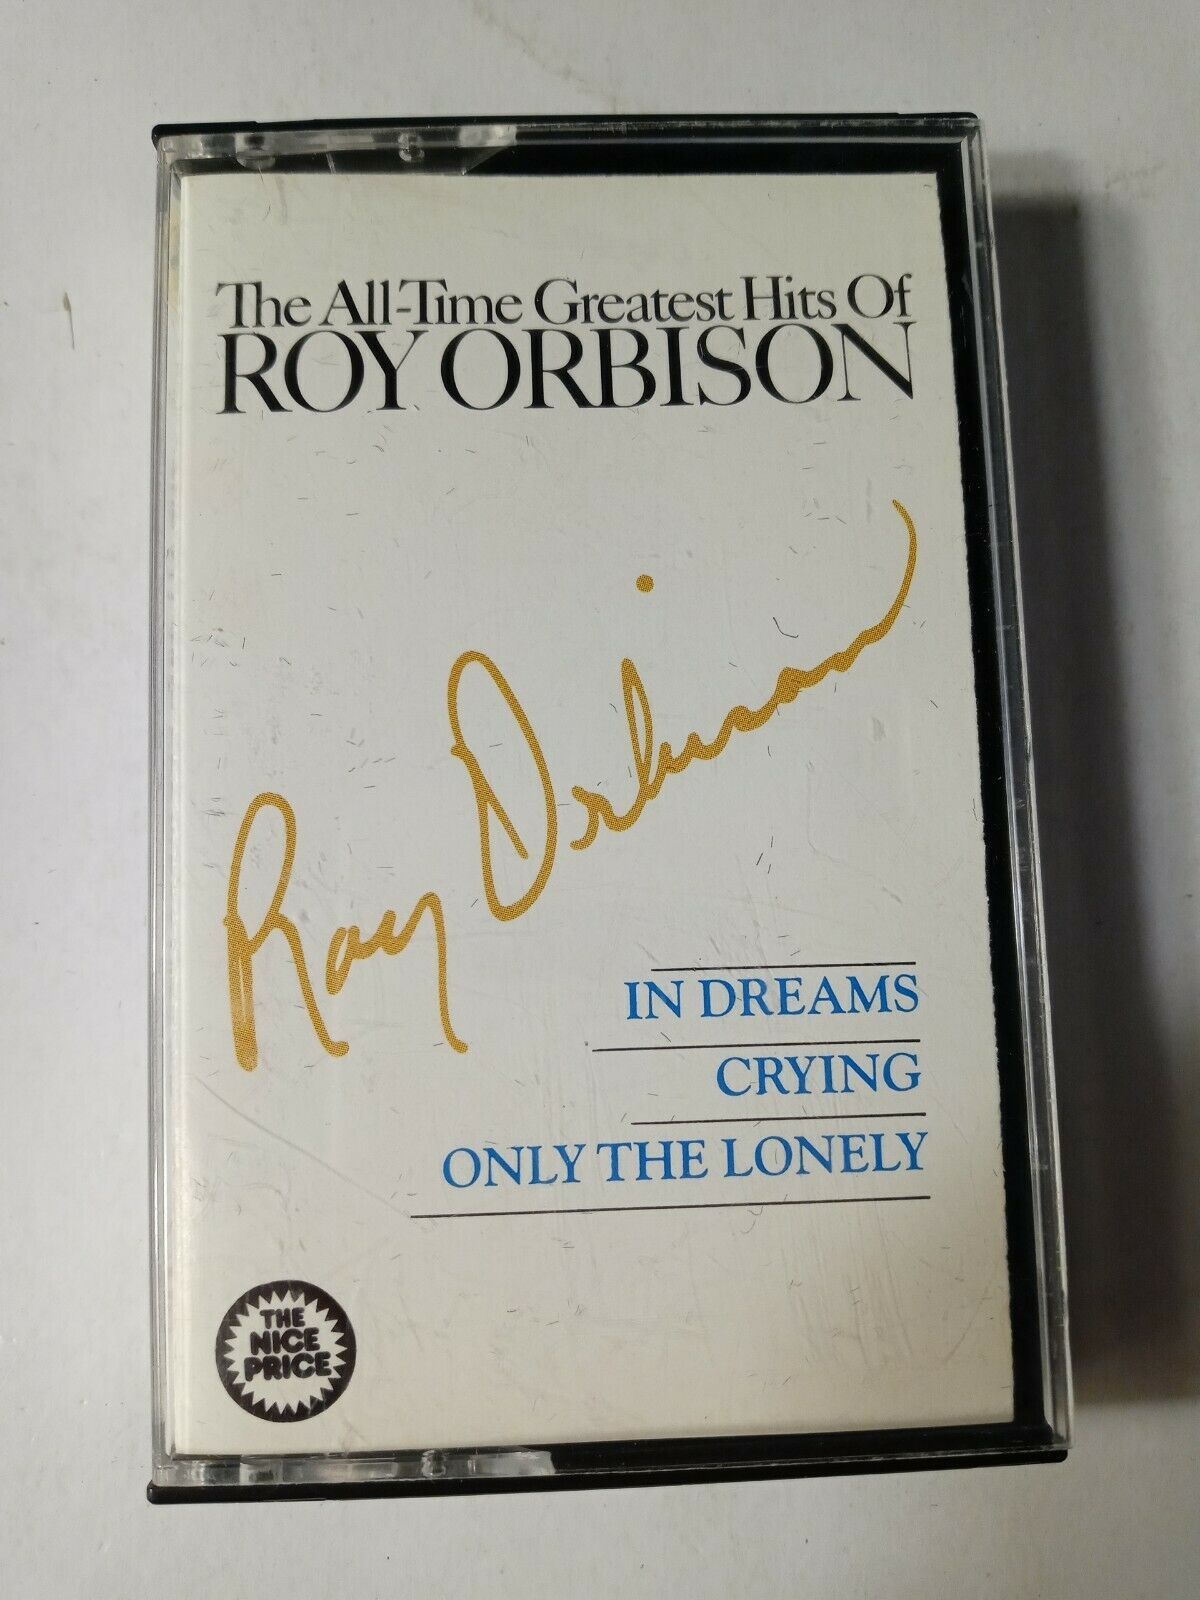 The All-Time Greatest Hits Of
ROY ORBISON
Roy Orbison
IN DREAMS
CRYING
ONLY THE LONELY
THE
NICE
PRICE